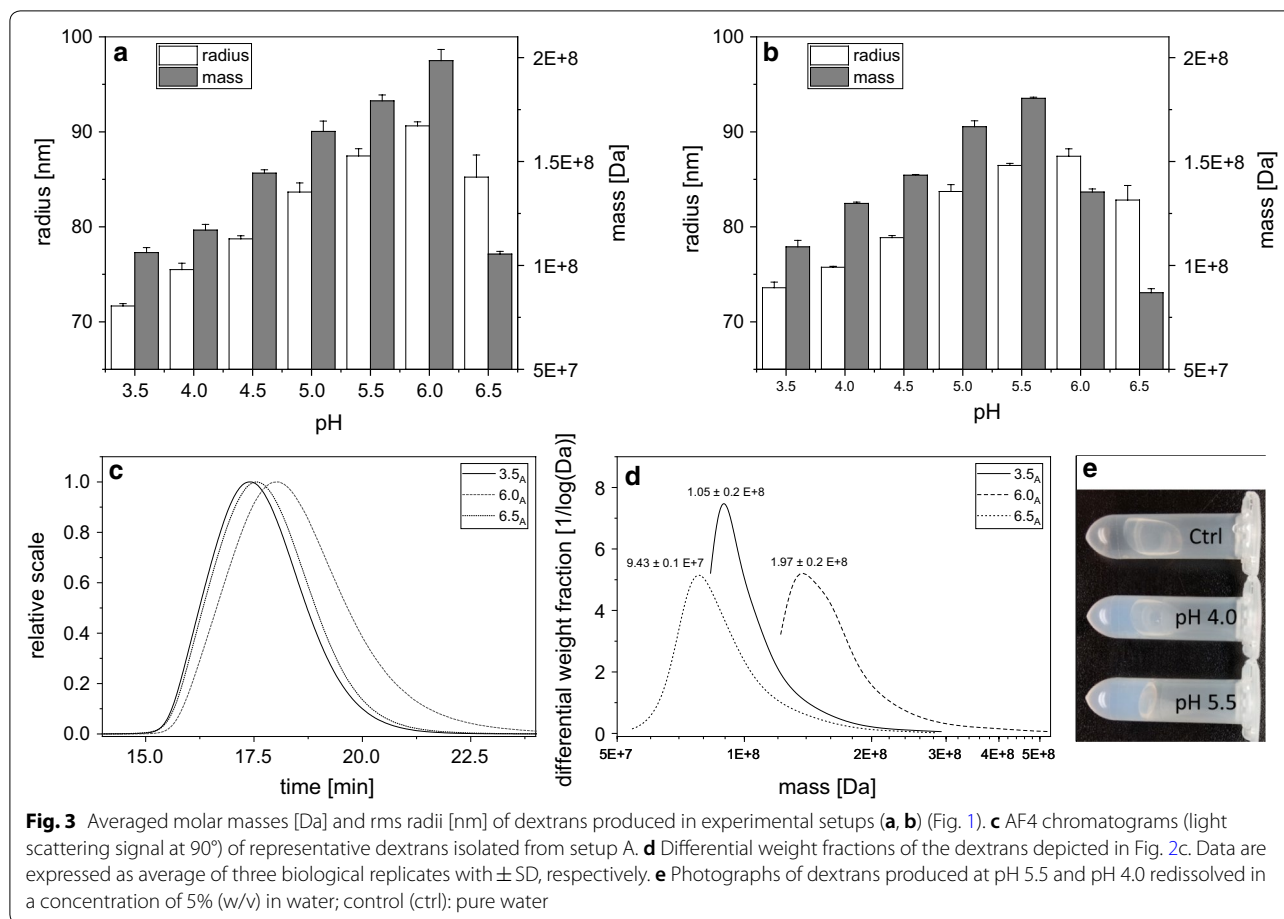 a
radius
mass
100
90
80
70
radius [nm]
2E+8
1.5E+8
1E+8
5E+7
mass [Da]
3.5 4.0 4.5 5.0 5.5 6.0 6.5
pH
b
radius
mass
100
90
80
70
radius [nm]
2E+8
1.5E+8
1E+8
5E+7
mass [Da]
3.5 4.0 4.5 5.0 5.5 6.0 6.5
pH
c
3.5A
6.0A
6.5A
1.0
0.8
0.6
0.4
0.2
0.0
relative scale
15.0 17.5 20.0 22.5
time [min]
d
3.5A
6.0A
6.5A
1.05 ± 0.2 E+8
9.43 ± 0.1 E+7
1.97 ± 0.2 E+8
8
6
4
2
0
differential weight fraction [1/log(Da)]
5E+7 1E+8 2E+8 3E+8 4E+8 5E+8
mass [Da]
e
Ctrl
pH 4.0
pH 5.5
Fig. 3 Averaged molar masses [Da] and rms radii [nm] of dextrans produced in experimental setups (a, b) (Fig. 1). c AF4 chromatograms (light
scattering signal at 90°) of representative dextrans isolated from setup A. d Differential weight fractions of the dextrans depicted in Fig. 2c. Data are
expressed as average of three biological replicates with ± SD, respectively. e Photographs of dextrans produced at pH 5.5 and pH 4.0 redissolved in
a concentration of 5% (w/v) in water; control (ctrl): pure water